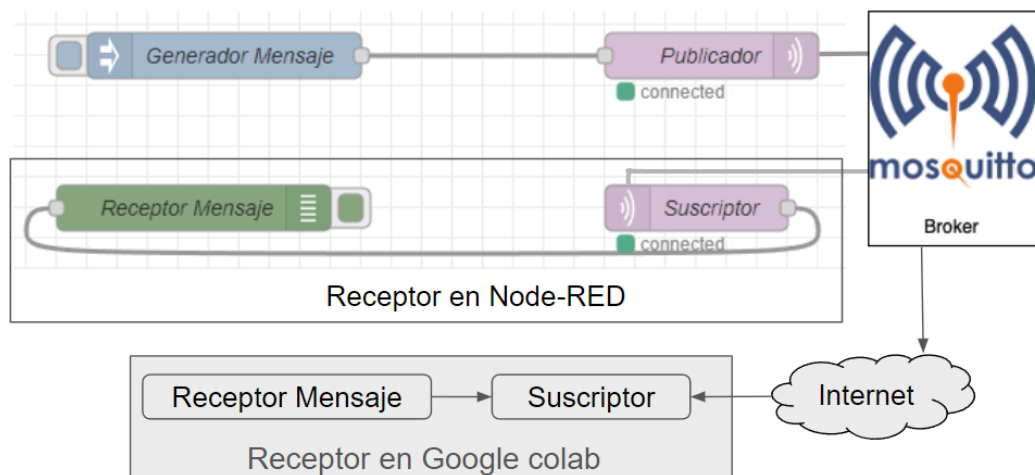 Generador Mensaje
Publicador
connected
mosquitto
Receptor Mensaje
Suscriptor
connected
Broker
Receptor en Node-RED
Receptor Mensaje
Suscriptor
Internet
Receptor en Google colab